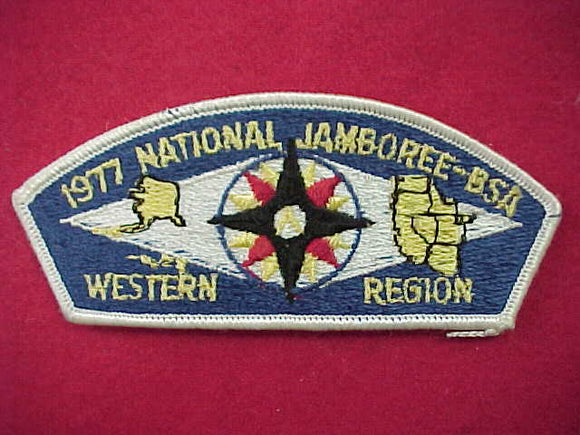 1977 NATIONAL JAMBOREE-BSA
WESTERN REGION